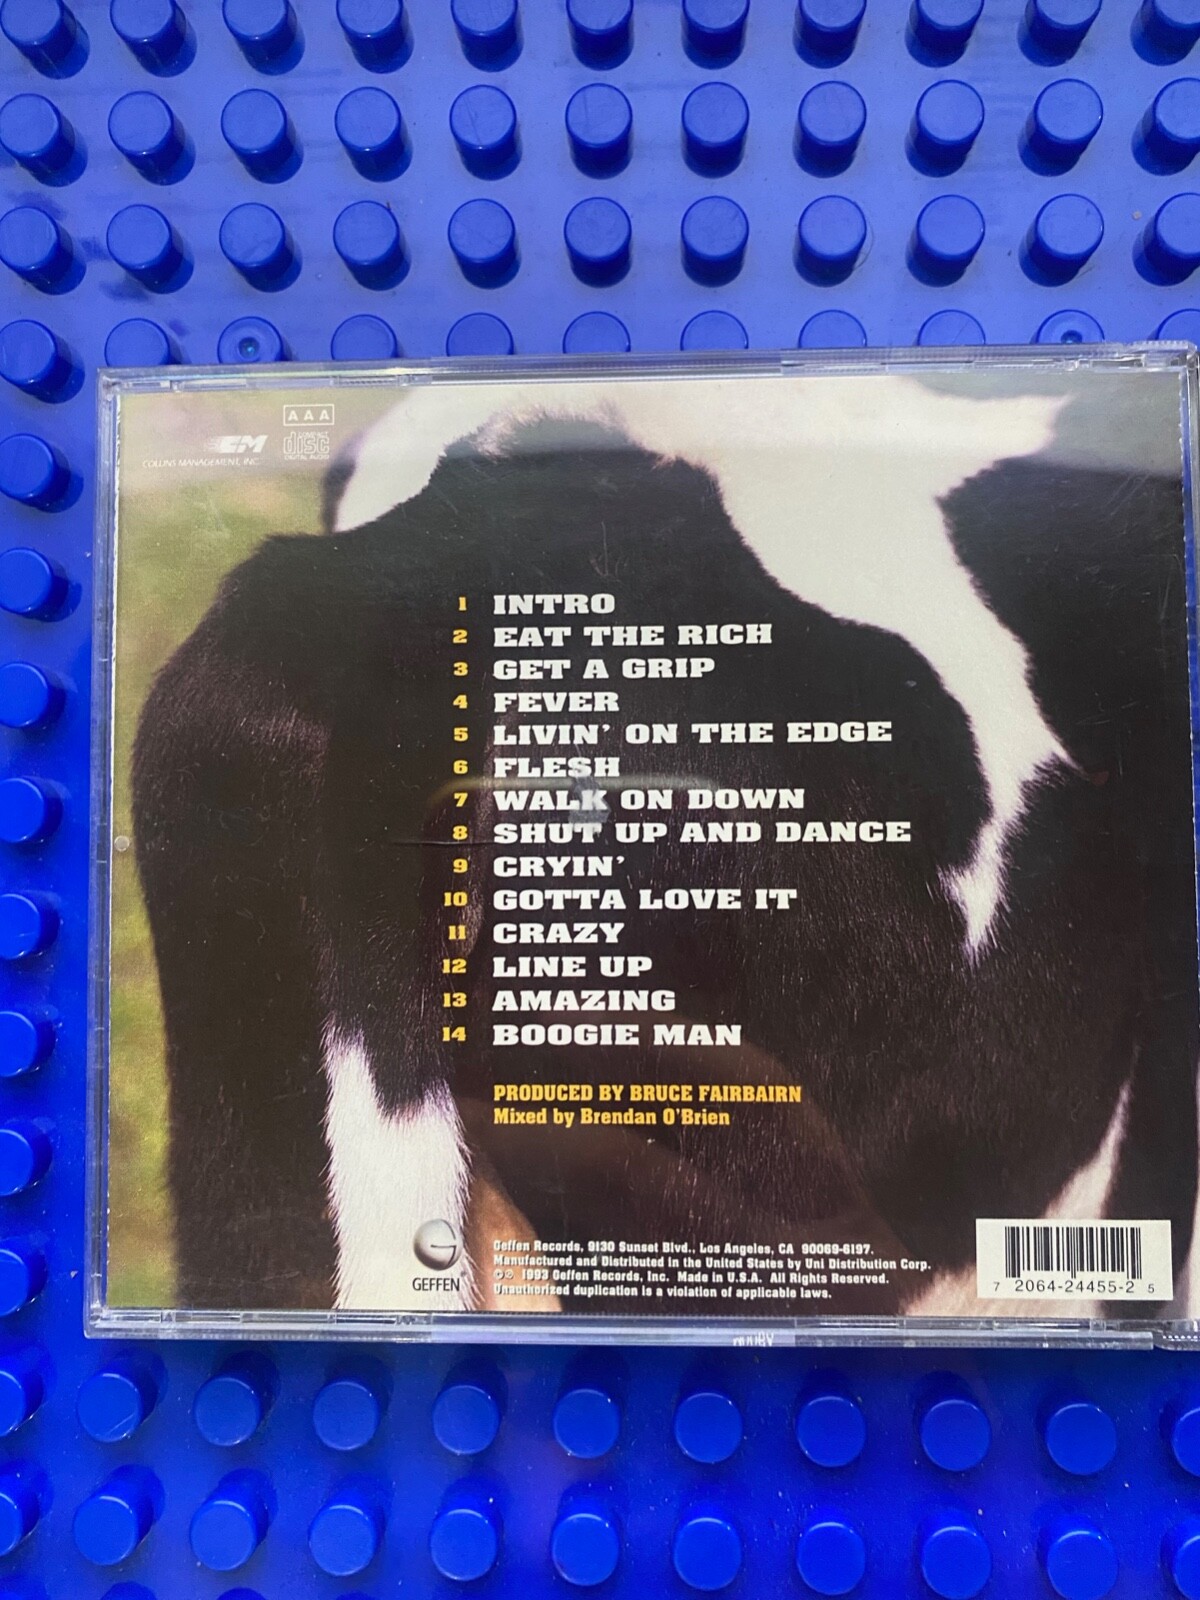 AAA
COMPACT
disc
DIGITAL AUDIO
CM
COLLINS MANAGEMENT, INC.
1 INTRO
2 EAT THE RICH
3 GET A GRIP
4 FEVER
5 LIVIN' ON THE EDGE
6 FLESH
7 WALK ON DOWN
8 SHUT UP AND DANCE
9 CRYIN'
10 GOTTA LOVE IT
11 CRAZY
12 LINE UP
13 AMAZING
14 BOOGIE MAN
PRODUCED BY BRUCE FAIRBAIRN
Mixed by Brendan O'Brien
G
GEFFEN
Geffen Records, 9130 Sunset Blvd., Los Angeles, CA 90069-6197.
Manufactured and Distributed in the United States by Uni Distribution Corp.
©℗ 1993 Geffen Records, Inc. Made in U.S.A. All Rights Reserved.
Unauthorized duplication is a violation of applicable laws.
7 2064-24455-2 5